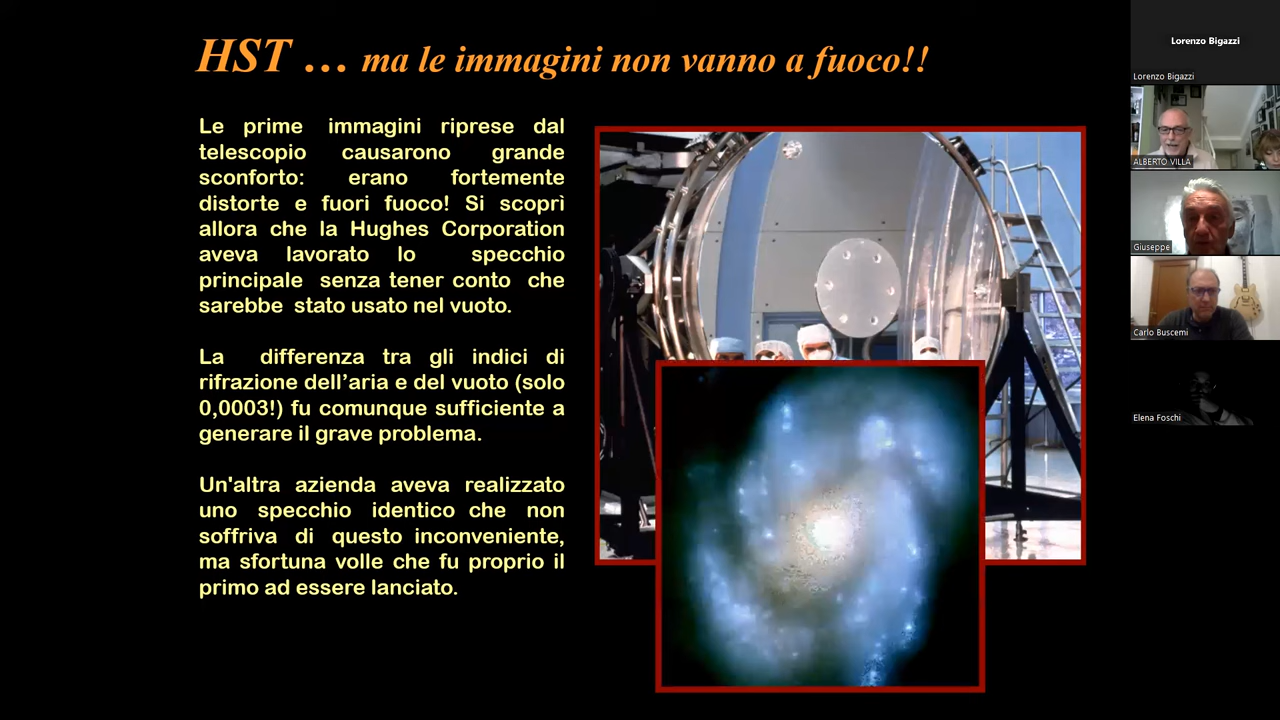 HST … ma le immagini non vanno a fuoco!!
Le prime immagini riprese dal
telescopio causarono grande
sconforto: erano fortemente
distorte e fuori fuoco! Si scoprì
allora che la Hughes Corporation
aveva lavorato lo specchio
principale senza tener conto che
sarebbe stato usato nel vuoto.
La differenza tra gli indici di
rifrazione dell’aria e del vuoto (solo
0,0003!) fu comunque sufficiente a
generare il grave problema.
Un'altra azienda aveva realizzato
uno specchio identico che non
soffriva di questo inconveniente,
ma sfortuna volle che fu proprio il
primo ad essere lanciato.
Lorenzo Bigazzi
Lorenzo Bigazzi
ALBERTO VILLA
Giuseppe
Carlo Buscemi
Elena Foschi